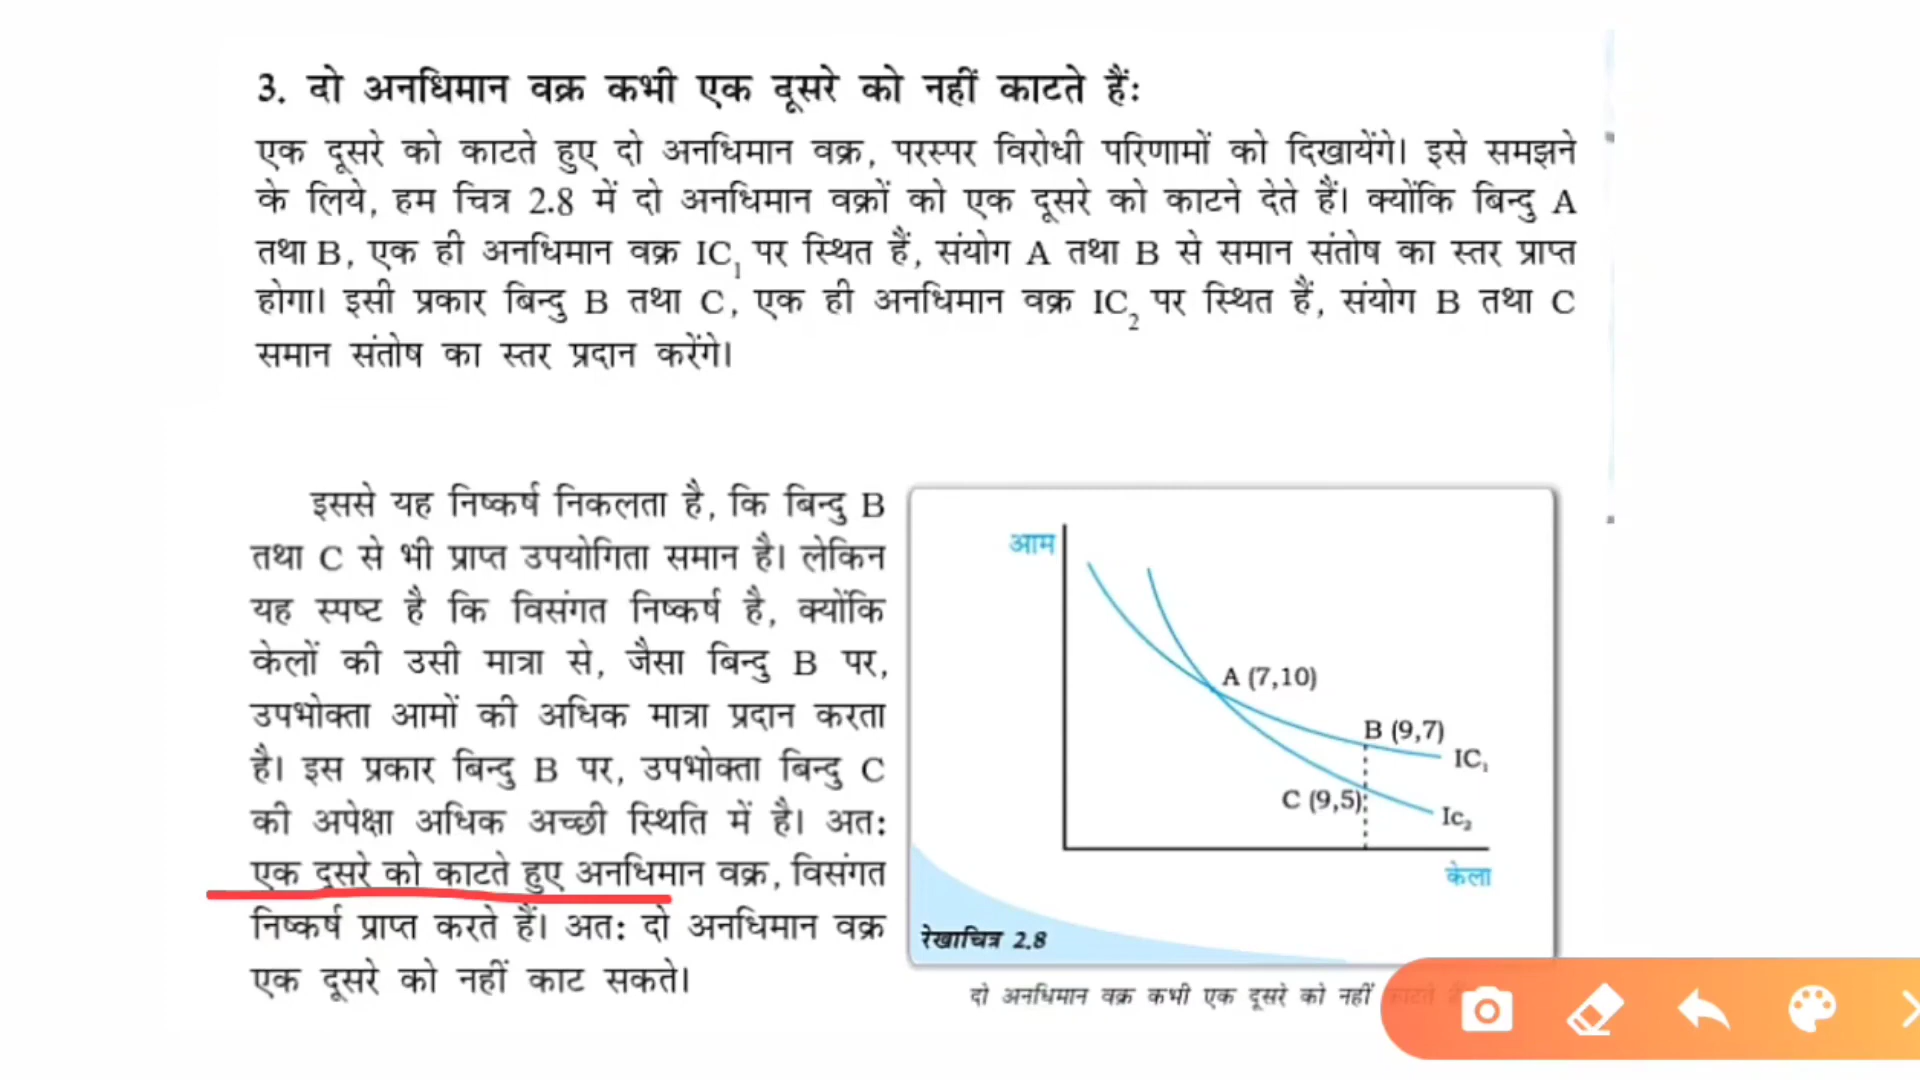 3. दो अनधिमान वक्र कभी एक दूसरे को नहीं काटते हैं:
एक दूसरे को काटते हुए दो अनधिमान वक्र, परस्पर विरोधी परिणामों को दिखायेंगे। इसे समझने
के लिये, हम चित्र 2.8 में दो अनधिमान वक्रों को एक दूसरे को काटने देते हैं। क्योंकि बिन्दु A
तथा B, एक ही अनधिमान वक्र IC₁ पर स्थित हैं, संयोग A तथा B से समान संतोष का स्तर प्राप्त
होगा। इसी प्रकार बिन्दु B तथा C, एक ही अनधिमान वक्र IC₂ पर स्थित हैं, संयोग B तथा C
समान संतोष का स्तर प्रदान करेंगे।
इससे यह निष्कर्ष निकलता है, कि बिन्दु B
तथा C से भी प्राप्त उपयोगिता समान है। लेकिन
यह स्पष्ट है कि विसंगत निष्कर्ष है, क्योंकि
केलों की उसी मात्रा से, जैसा बिन्दु B पर,
उपभोक्ता आमों की अधिक मात्रा प्रदान करता
है। इस प्रकार बिन्दु B पर, उपभोक्ता बिन्दु C
की अपेक्षा अधिक अच्छी स्थिति में है। अत:
एक दूसरे को काटते हुए अनधिमान वक्र, विसंगत
निष्कर्ष प्राप्त करते हैं। अत: दो अनधिमान वक्र
एक दूसरे को नहीं काट सकते।
आम
A (7,10)
B (9,7)
IC₁
C (9,5)
Ic₂
केला
रेखाचित्र 2.8
दो अनधिमान वक्र कभी एक दूसरे को नहीं काटते हैं